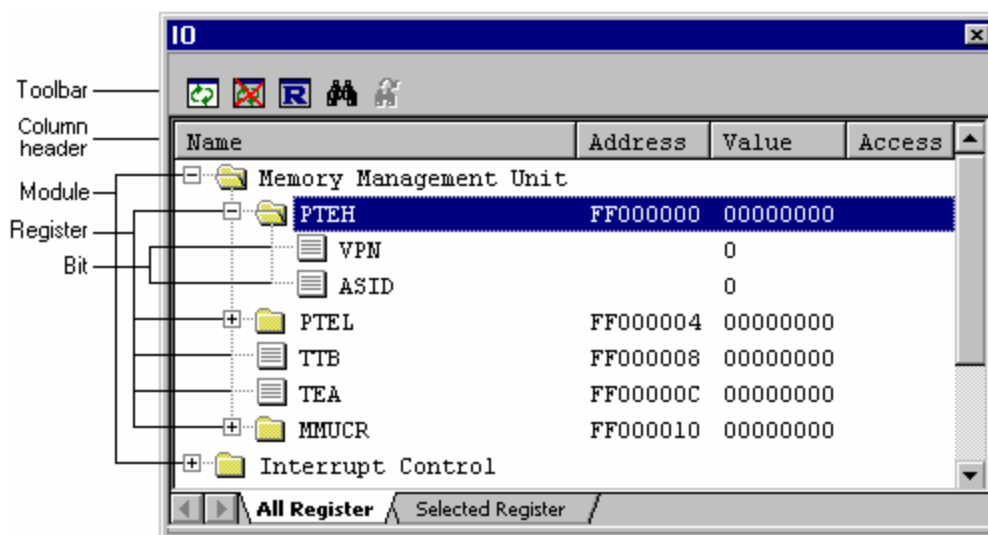 IO
Toolbar
R
Column
header
Name Address Value Access
Module
Memory Management Unit
Register
PTEH FF000000 00000000
Bit
VPN 0
ASID 0
PTEL FF000004 00000000
TTB FF000008 00000000
TEA FF00000C 00000000
MMUCR FF000010 00000000
Interrupt Control
All Register Selected Register